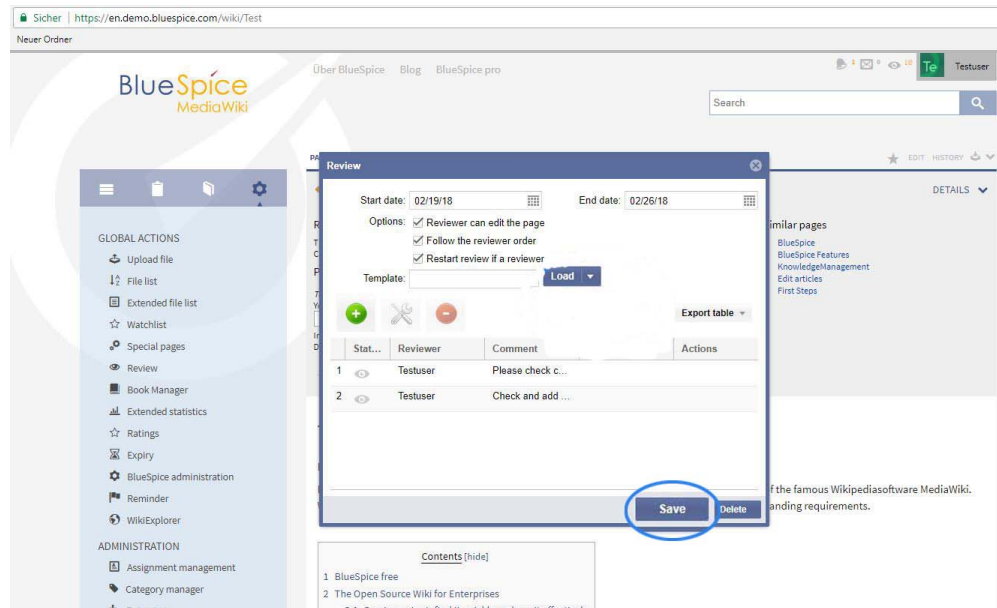 Sicher | https://en.demo.bluespice.com/wiki/Test
Neuer Ordner
BlueSpice
MediaWiki
Über BlueSpice Blog BlueSpice pro
Te Testuser
Search
EDIT HISTORY
DETAILS
GLOBAL ACTIONS
Upload file
File list
Extended file list
Watchlist
Special pages
Review
Book Manager
Extended statistics
Ratings
Expiry
BlueSpice administration
Reminder
WikiExplorer
ADMINISTRATION
Assignment management
Category manager
PA
Review
Start date: 02/19/18 End date: 02/26/18
Options: Reviewer can edit the page
Follow the reviewer order
Restart review if a reviewer
Template: Load
Export table
Stat... Reviewer Comment Actions
1 Testuser Please check c...
2 Testuser Check and add ...
Save Delete
imilar pages
BlueSpice
BlueSpice Features
KnowledgeManagement
Edit articles
First Steps
f the famous Wikipediasoftware MediaWiki.
anding requirements.
Contents [hide]
1 BlueSpice free
2 The Open Source Wiki for Enterprises